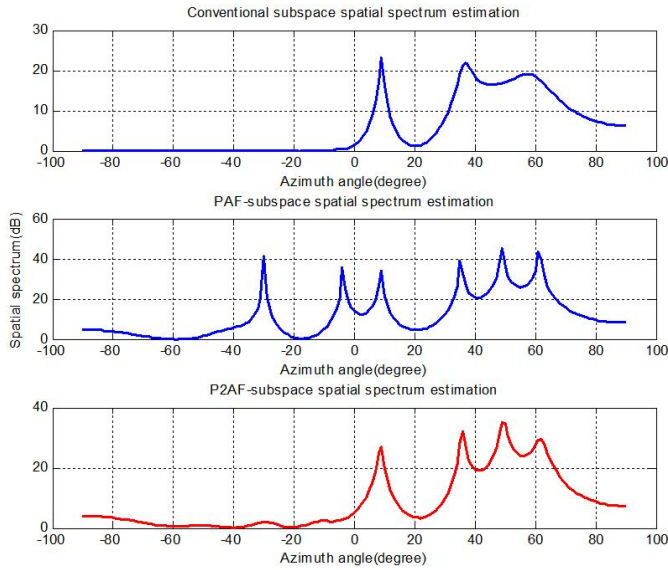 Conventional subspace spatial spectrum estimation
30
20
10
0
-100 -80 -60 -40 -20 0 20 40 60 80 100
Azimuth angle(degree)
PAF-subspace spatial spectrum estimation
Spatial spectrum(dB)
60
40
20
0
-100 -80 -60 -40 -20 0 20 40 60 80 100
Azimuth angle(degree)
P2AF-subspace spatial spectrum estimation
40
20
0
-100 -80 -60 -40 -20 0 20 40 60 80 100
Azimuth angle(degree)